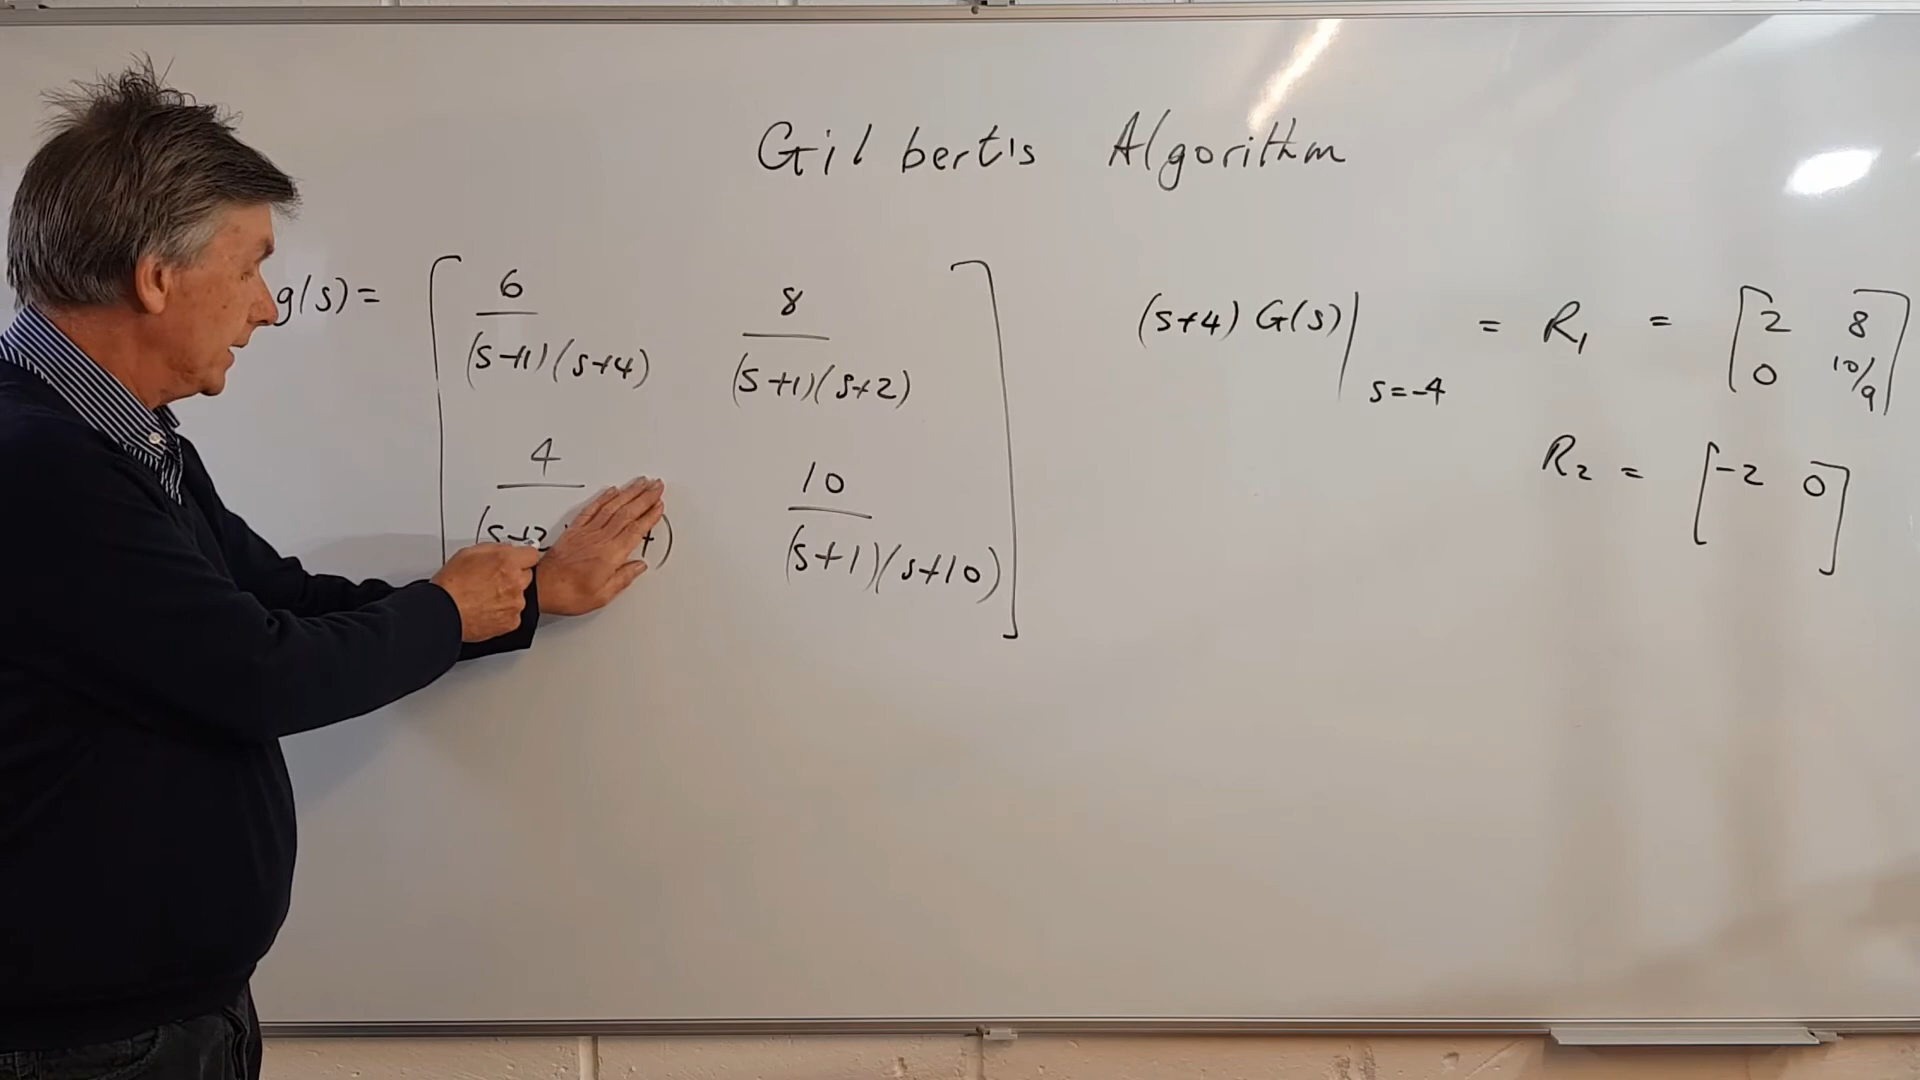 Gilbert's Algorithm
g(s) = [ 6/(s+1)(s+4) 8/(s+1)(s+2)
4/(s+2) ) 10/(s+1)(s+10) ]
(s+4) G(s)| s=-4 = R1 = [ 2 8
0 10/9 ]
R2 = [ -2 0 ]